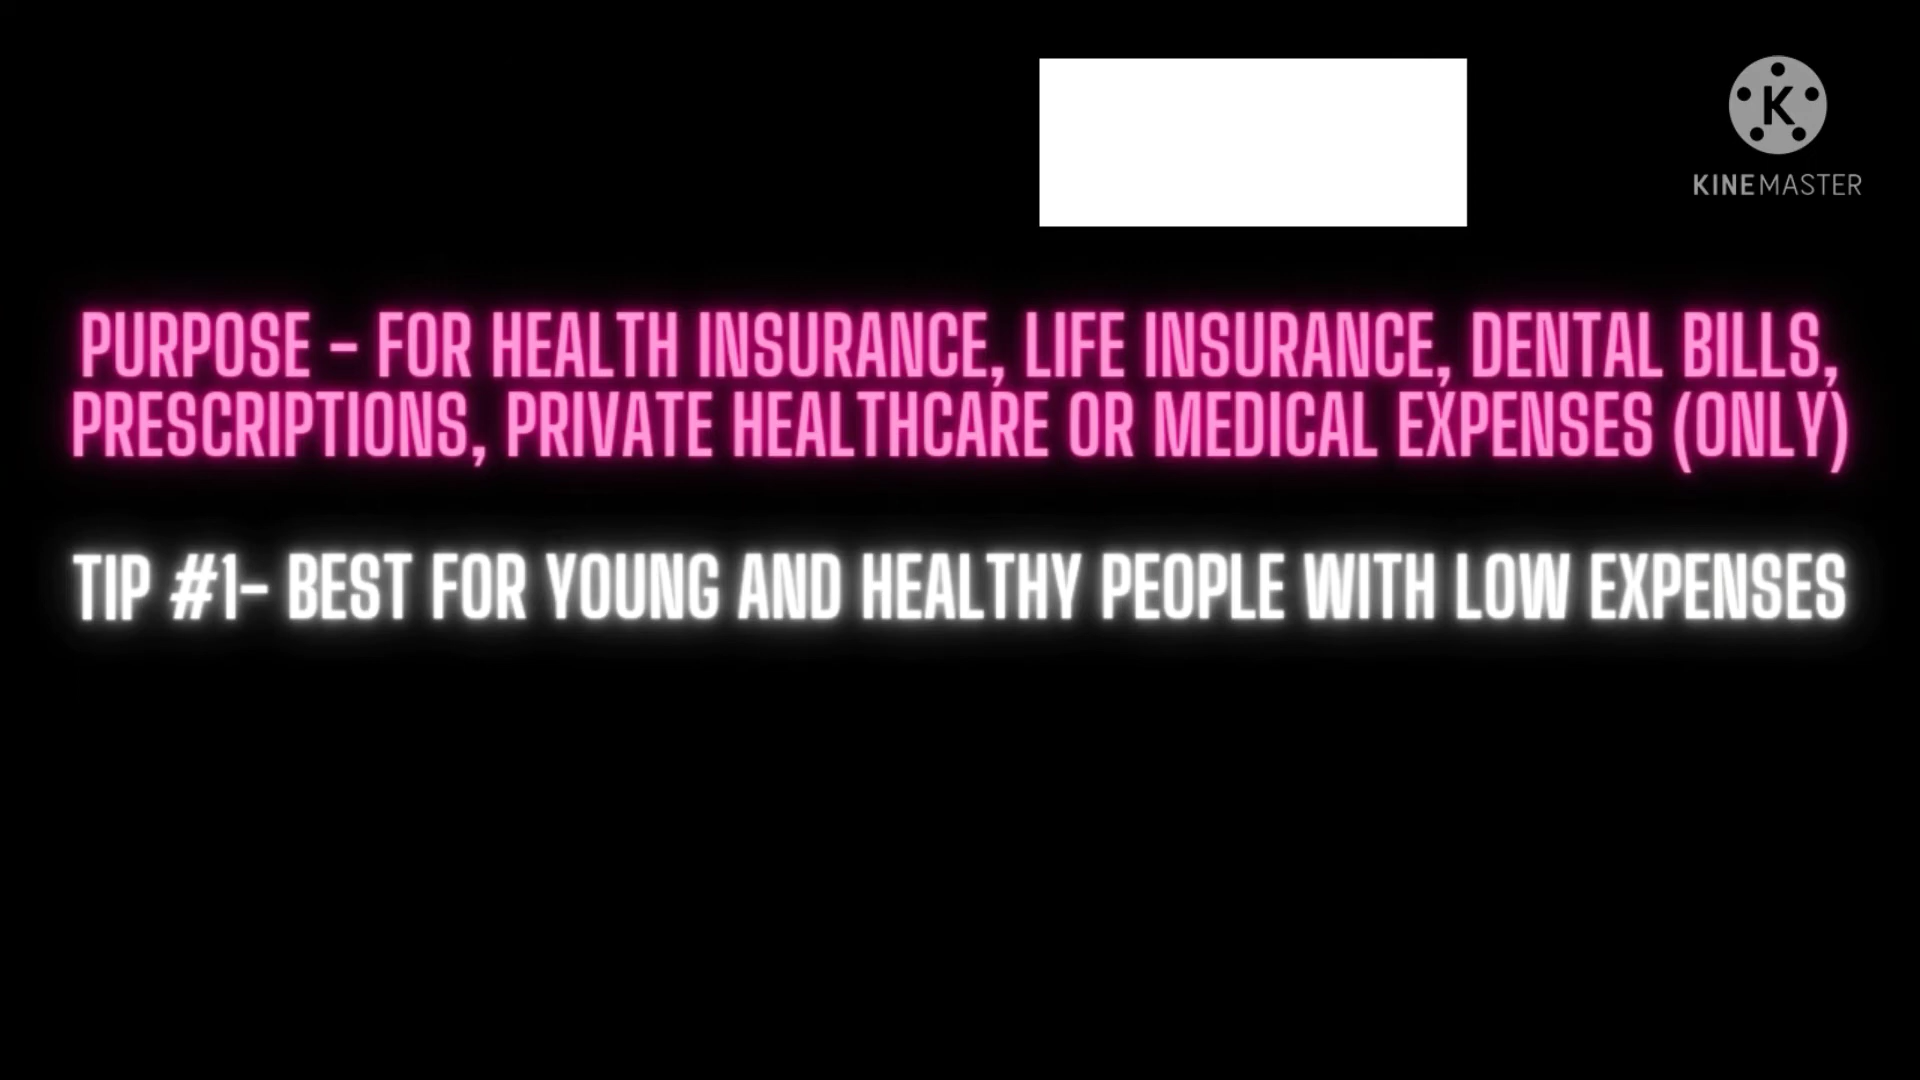 K
KINEMASTER
PURPOSE - FOR HEALTH INSURANCE, LIFE INSURANCE, DENTAL BILLS,
PRESCRIPTIONS, PRIVATE HEALTHCARE OR MEDICAL EXPENSES (ONLY)
TIP #1- BEST FOR YOUNG AND HEALTHY PEOPLE WITH LOW EXPENSES